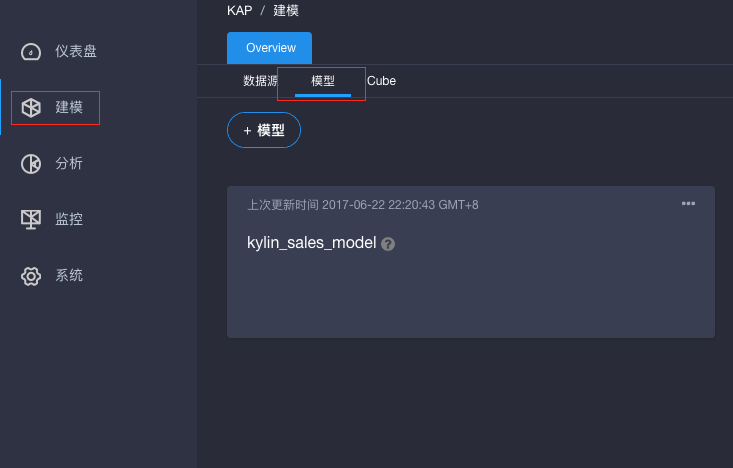 KAP / 建模
仪表盘
建模
分析
监控
系统
Overview
数据源 模型 Cube
+ 模型
上次更新时间 2017-06-22 22:20:43 GMT+8
kylin_sales_model ?